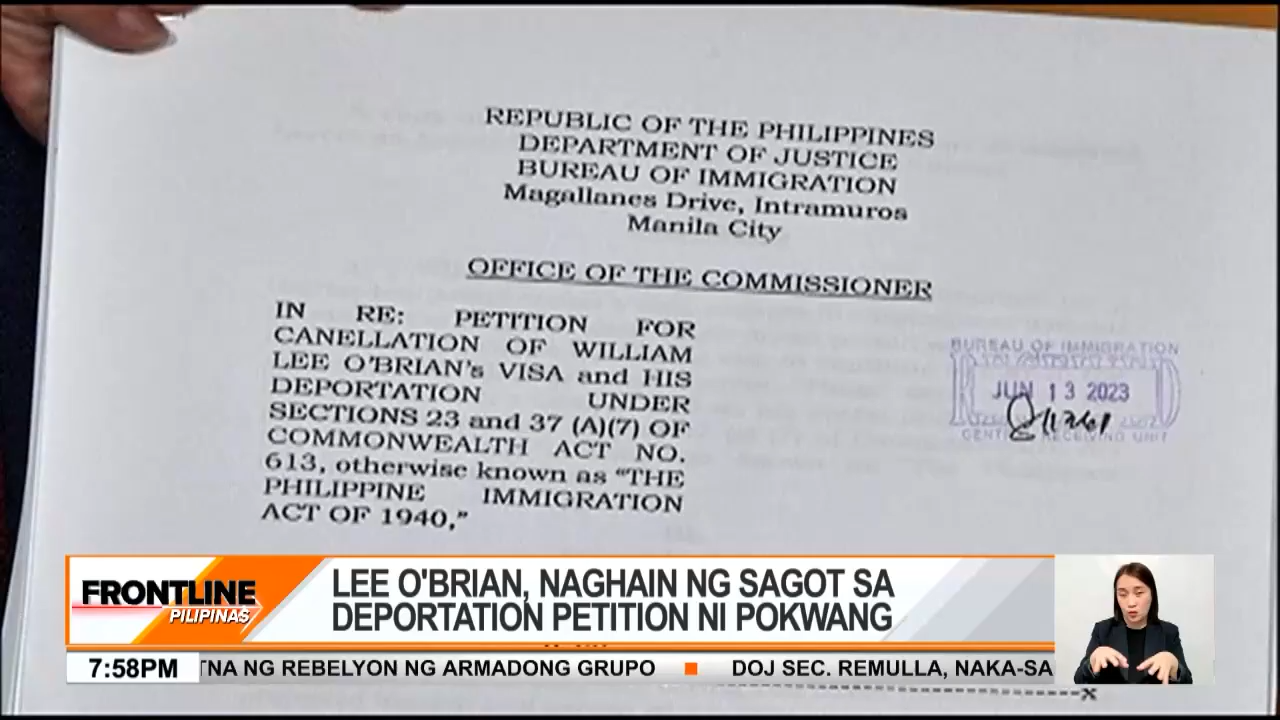 REPUBLIC OF THE PHILIPPINES
DEPARTMENT OF JUSTICE
BUREAU OF IMMIGRATION
Magallanes Drive, Intramuros
Manila City
OFFICE OF THE COMMISSIONER
IN RE: PETITION FOR
CANELLATION OF WILLIAM
LEE O'BRIAN's VISA and HIS
DEPORTATION UNDER
SECTIONS 23 and 37 (A)(7) OF
COMMONWEALTH ACT NO.
613, otherwise known as "THE
PHILIPPINE IMMIGRATION
ACT OF 1940,"
BUREAU OF IMMIGRATION
JUN 13 2023
RECEIVING UNIT
FRONTLINE
PILIPINAS
LEE O'BRIAN, NAGHAIN NG SAGOT SA
DEPORTATION PETITION NI POKWANG
7:58PM
TNA NG REBELYON NG ARMADONG GRUPO ■ DOJ SEC. REMULLA, NAKA-SA
x